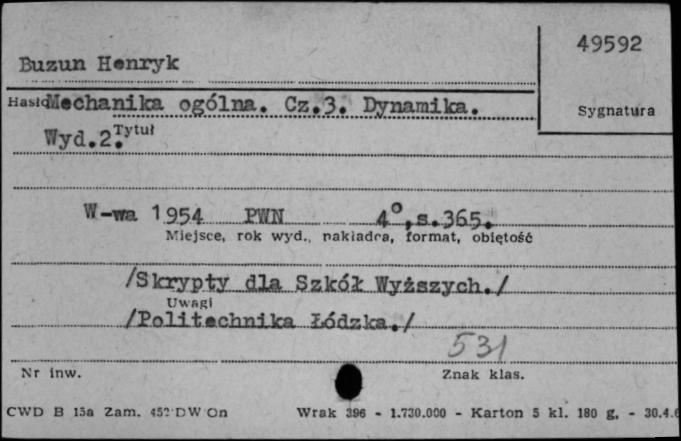 49592
Buzun Henryk
Hasło Mechanika ogólna. Cz.3. Dynamika.
Sygnatura
Tytuł
Wyd.2.
W-wa 1954 PWN 4°,s.365.
Miejsce, rok wyd., nakładca, format, objętość
/Skrypty dla Szkół Wyższych./
Uwagi
/Politechnika Łódzka./
531
Nr inw. Znak klas.
CWD B 15a Zam. 452 DW Gn Wrak 396 - 1.730.000 - Karton 5 kl. 180 g, - 30.4.6